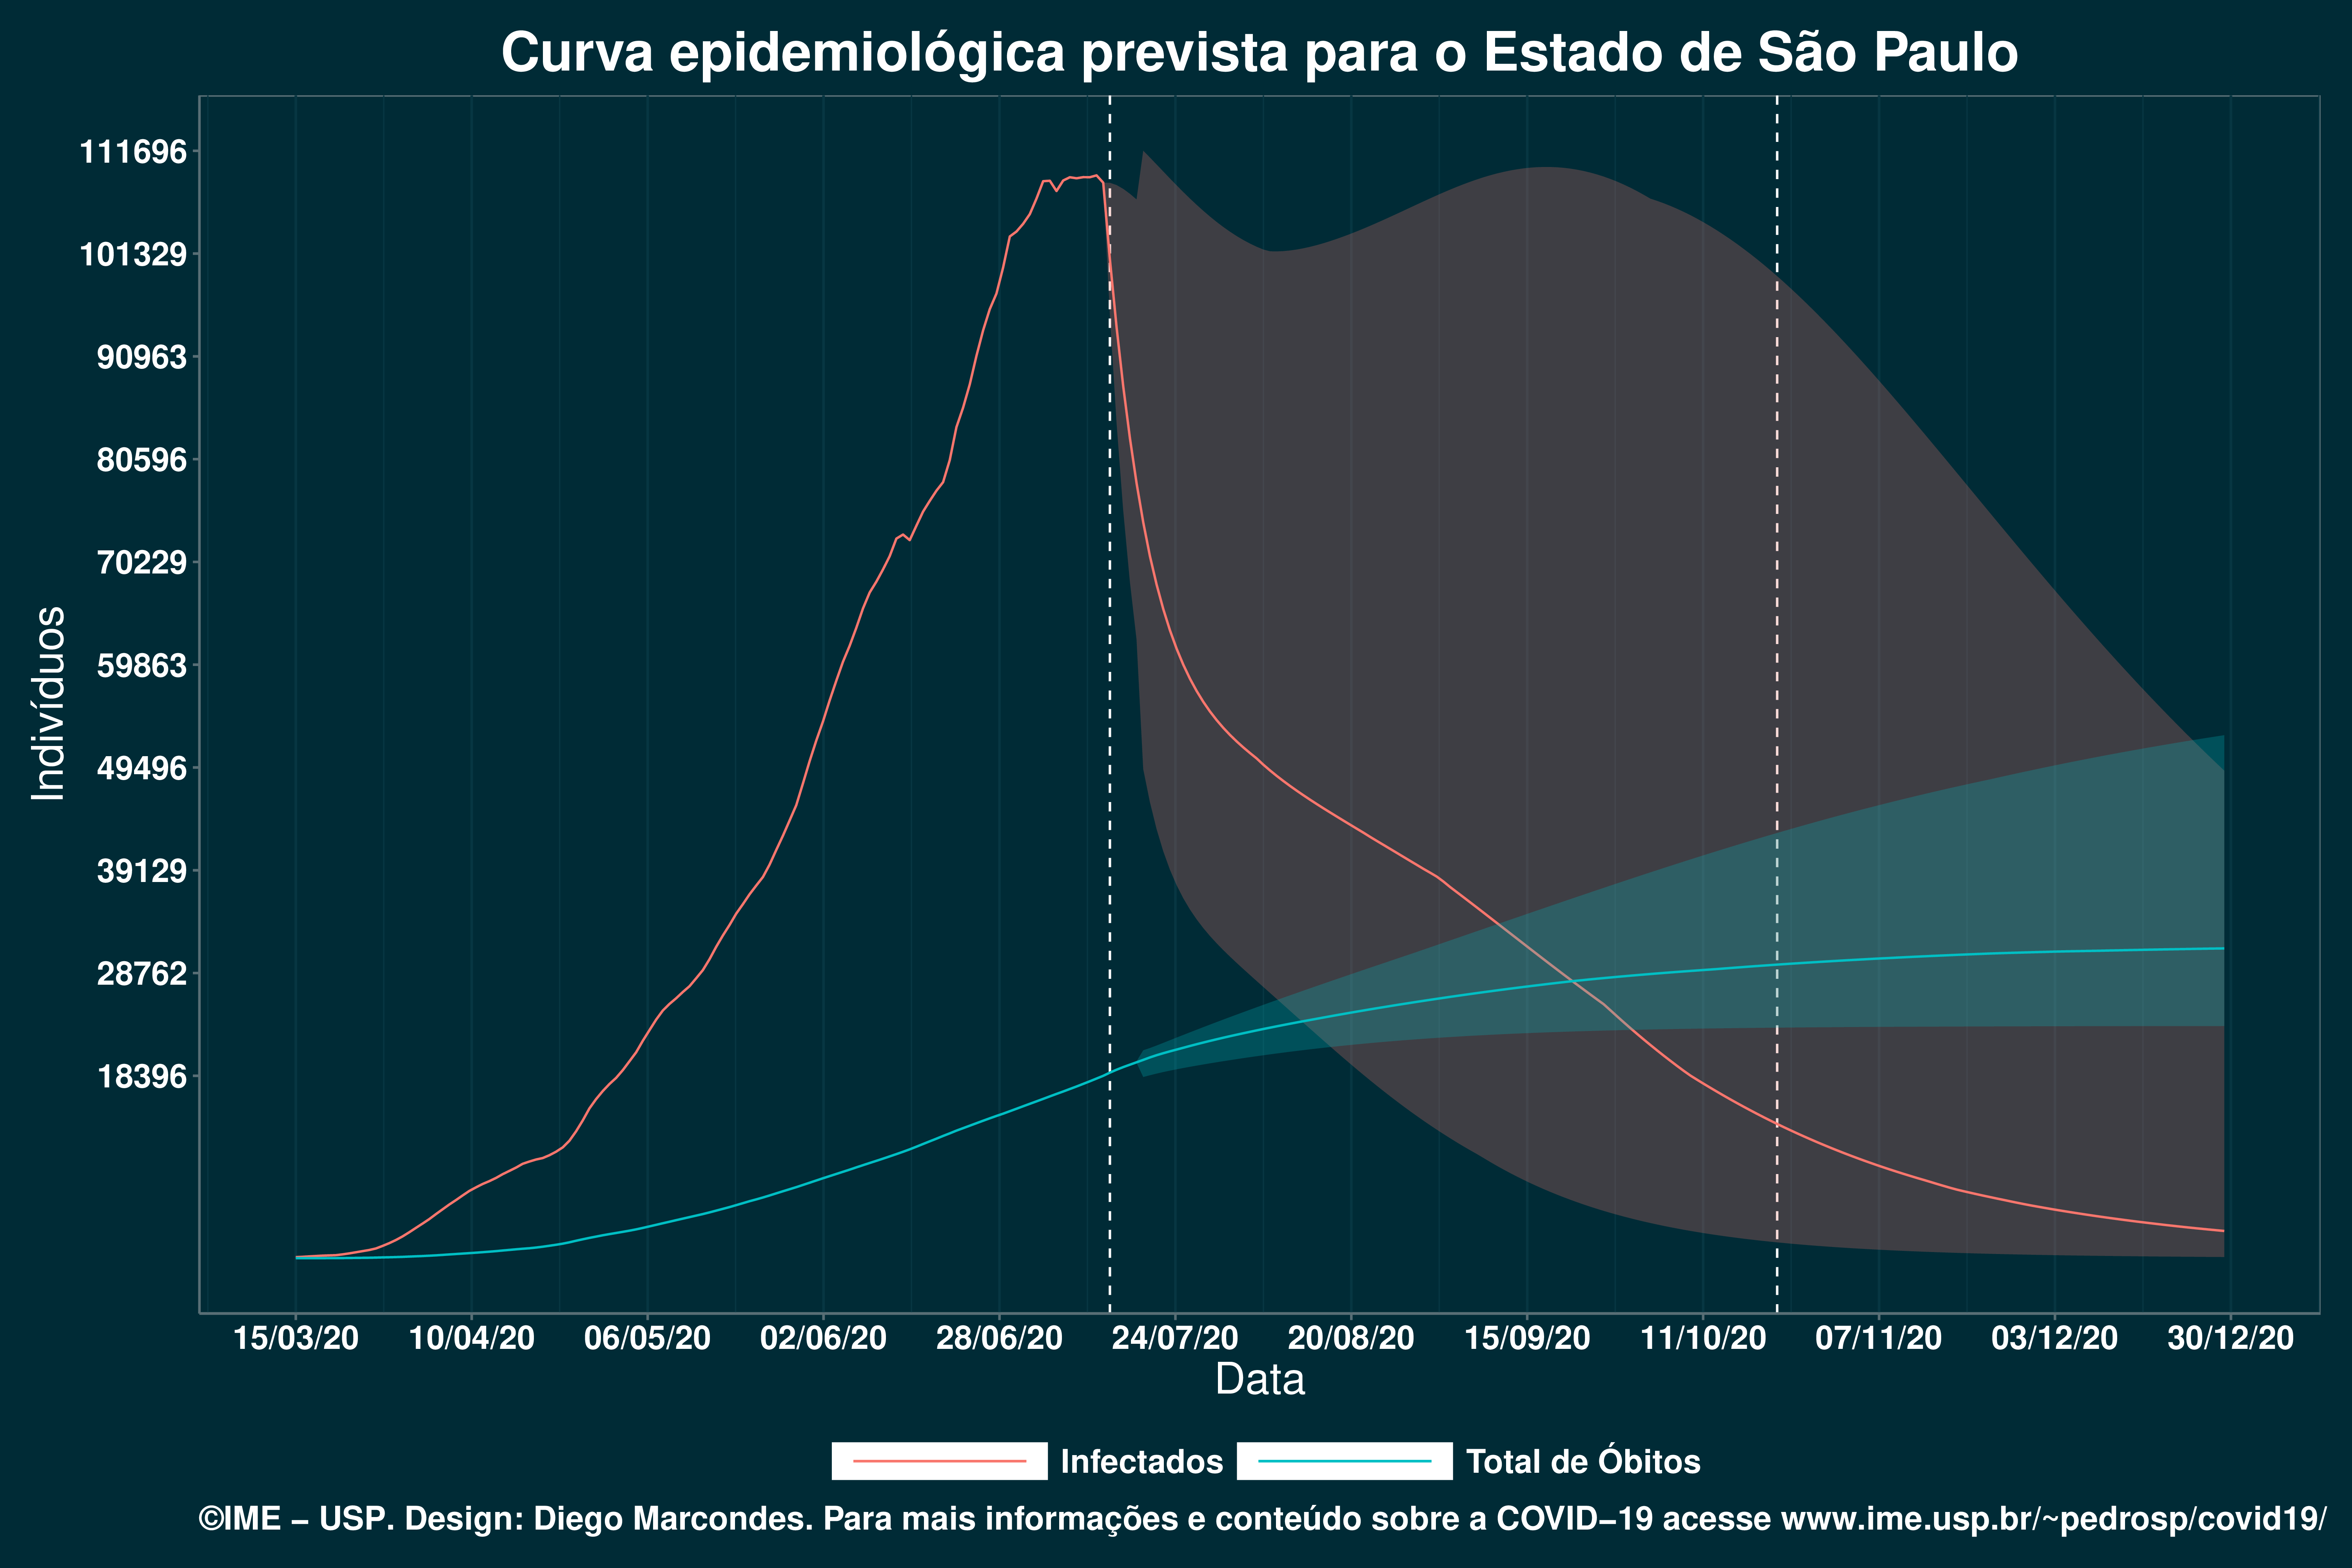 Curva epidemiológica prevista para o Estado de São Paulo
111696
101329
90963
80596
70229
59863
49496
39129
28762
18396
Indivíduos
15/03/20 10/04/20 06/05/20 02/06/20 28/06/20 24/07/20 20/08/20 15/09/20 11/10/20 07/11/20 03/12/20 30/12/20
Data
Infectados Total de Óbitos
©IME – USP. Design: Diego Marcondes. Para mais informações e conteúdo sobre a COVID–19 acesse www.ime.usp.br/~pedrosp/covid19/